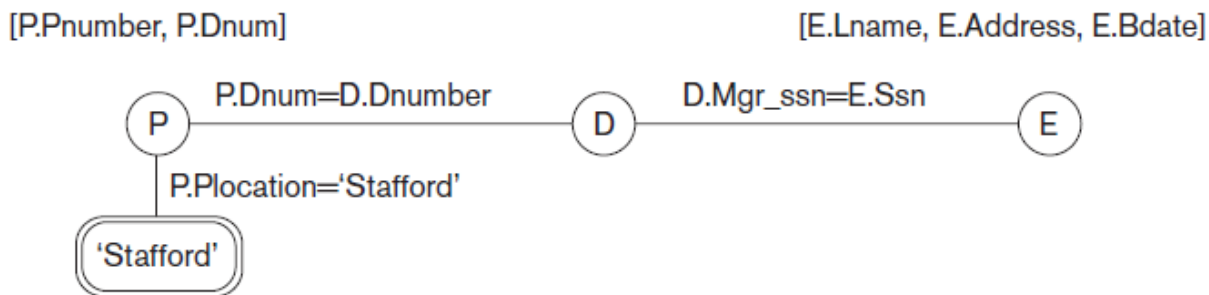 [P.Pnumber, P.Dnum]
[E.Lname, E.Address, E.Bdate]
P.Dnum=D.Dnumber
D.Mgr_ssn=E.Ssn
P
D
E
P.Plocation=‘Stafford’
‘Stafford’